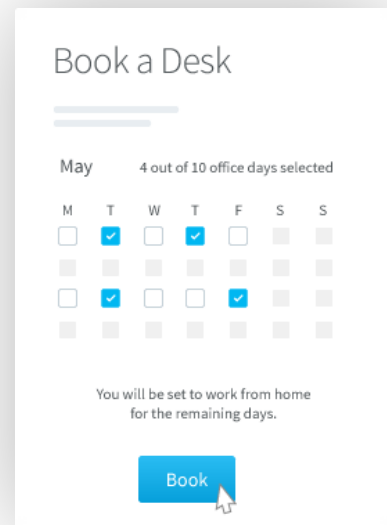 Book a Desk
May
4 out of 10 office days selected
M T W T F S S
You will be set to work from home
for the remaining days.
Book